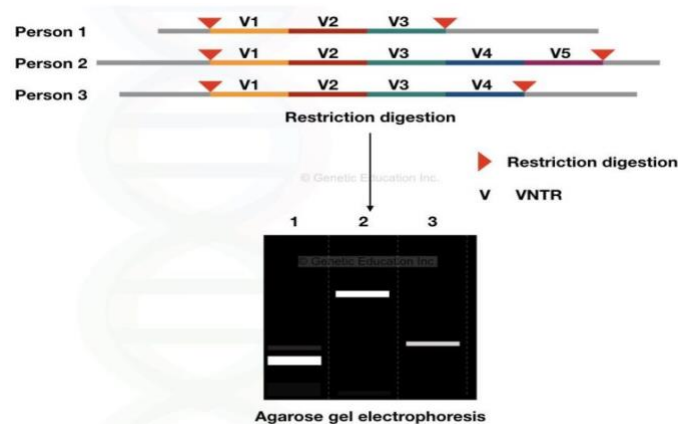 V1 V2 V3
Person 1
V1 V2 V3 V4 V5
Person 2
V1 V2 V3 V4
Person 3
Restriction digestion
Restriction digestion
© Genetic Education Inc.
V VNTR
1 2 3
© Genetic Education Inc
Agarose gel electrophoresis